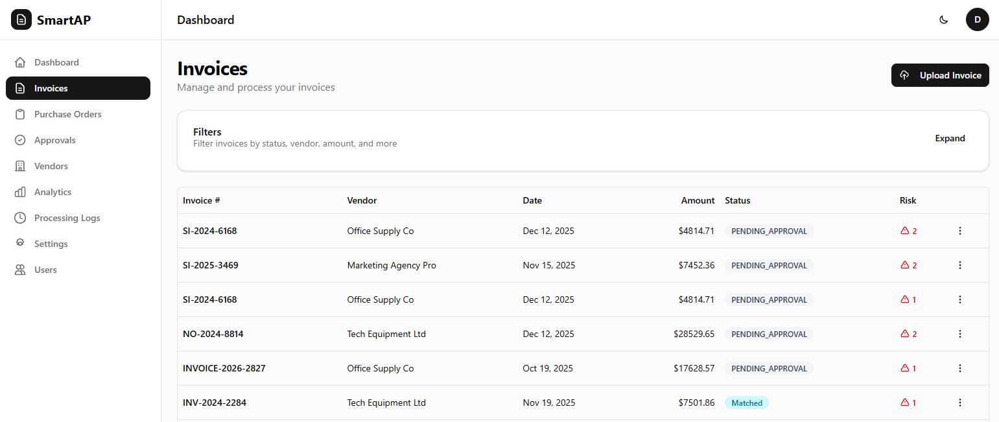 SmartAP
Dashboard
D
Dashboard
Invoices
Purchase Orders
Approvals
Vendors
Analytics
Processing Logs
Settings
Users
Invoices
Manage and process your invoices
Upload Invoice
Filters
Filter invoices by status, vendor, amount, and more
Expand
Invoice # Vendor Date Amount Status Risk
SI-2024-6168 Office Supply Co Dec 12, 2025 $4814.71 PENDING_APPROVAL 2
SI-2025-3469 Marketing Agency Pro Nov 15, 2025 $7452.36 PENDING_APPROVAL 2
SI-2024-6168 Office Supply Co Dec 12, 2025 $4814.71 PENDING_APPROVAL 1
NO-2024-8814 Tech Equipment Ltd Dec 12, 2025 $28529.65 PENDING_APPROVAL 2
INVOICE-2026-2827 Office Supply Co Oct 19, 2025 $17628.57 PENDING_APPROVAL 1
INV-2024-2284 Tech Equipment Ltd Nov 19, 2025 $7501.86 Matched 1